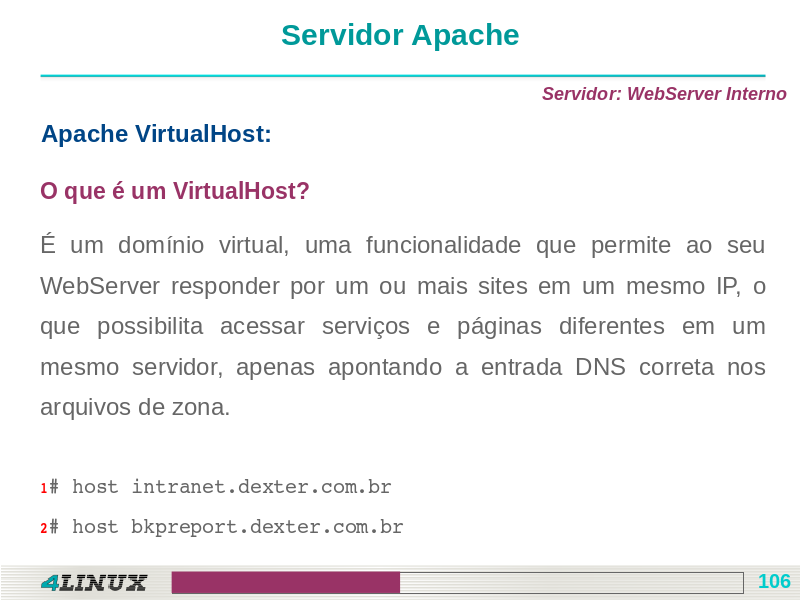 Servidor Apache
Servidor: WebServer Interno
Apache VirtualHost:
O que é um VirtualHost?
É um domínio virtual, uma funcionalidade que permite ao seu
WebServer responder por um ou mais sites em um mesmo IP, o
que possibilita acessar serviços e páginas diferentes em um
mesmo servidor, apenas apontando a entrada DNS correta nos
arquivos de zona.
1# host intranet.dexter.com.br
2# host bkpreport.dexter.com.br
4LINUX
106